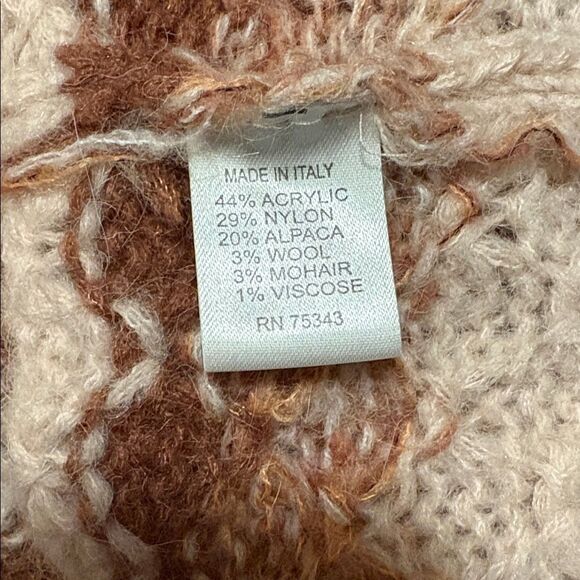 MADE IN ITALY
44% ACRYLIC
29% NYLON
20% ALPACA
3% WOOL
3% MOHAIR
1% VISCOSE
RN 75343